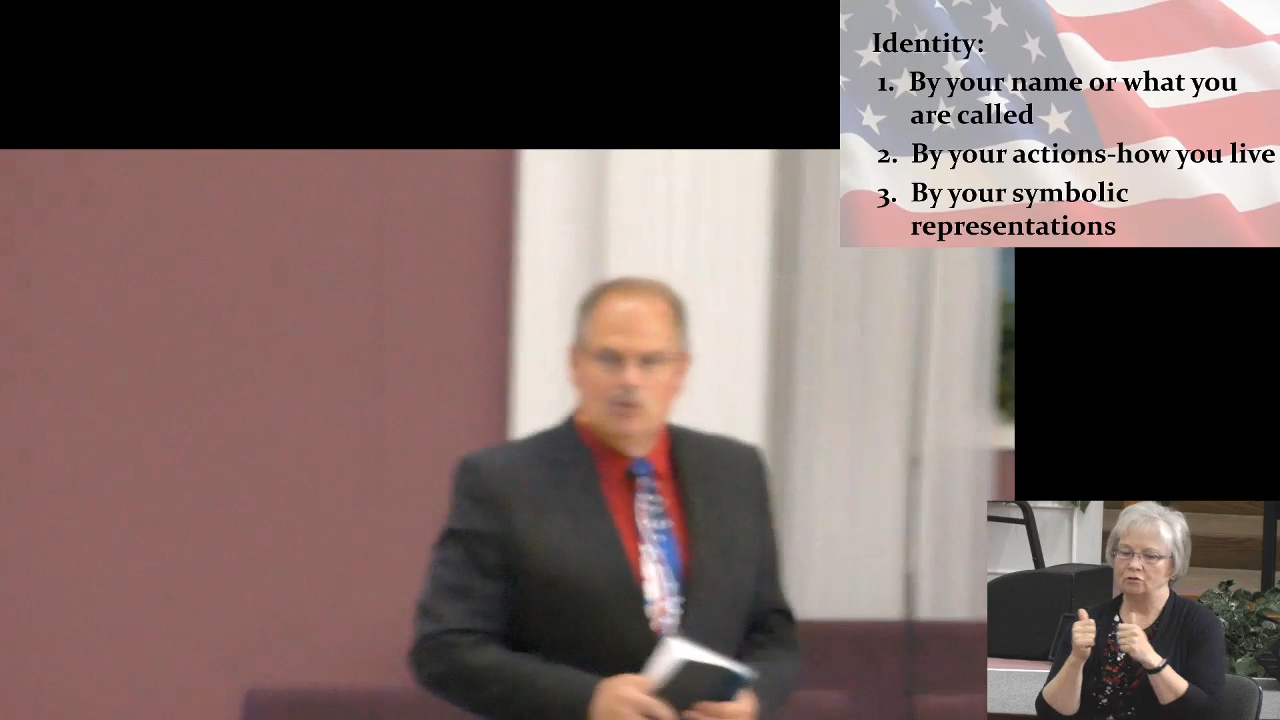 Identity:
1. By your name or what you
are called
2. By your actions-how you live
3. By your symbolic
representations